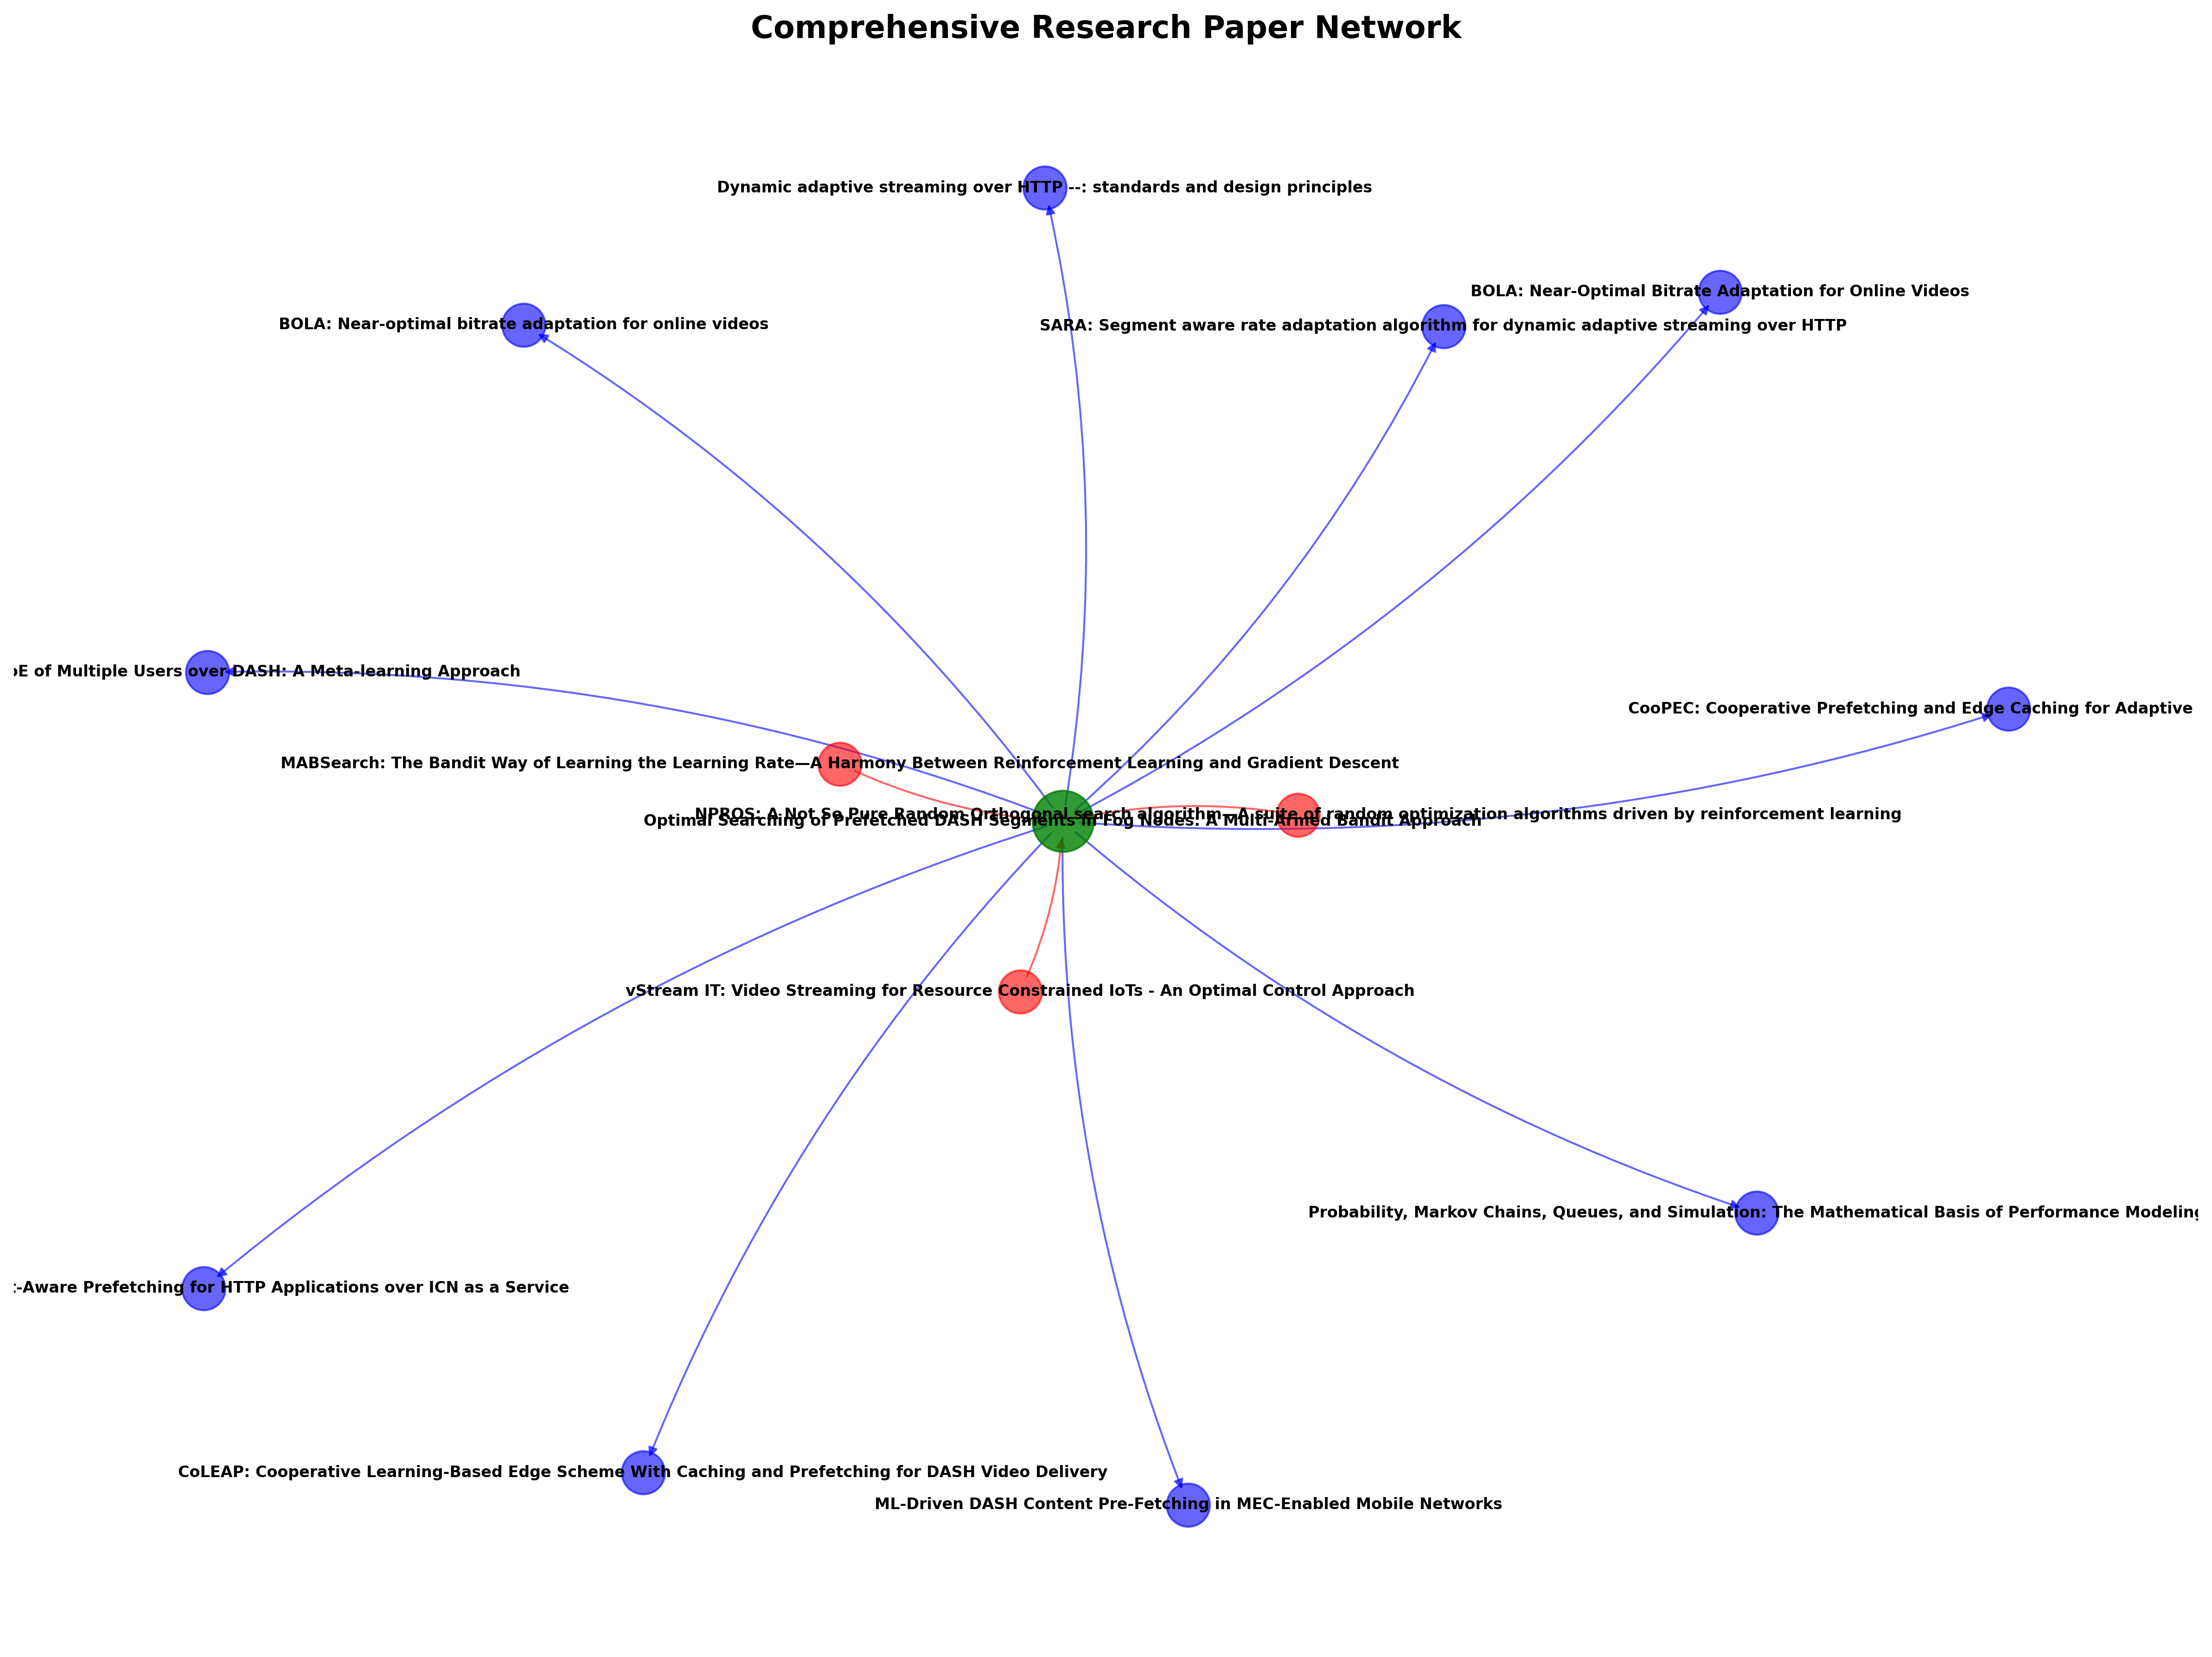 Comprehensive Research Paper Network
Dynamic adaptive streaming over HTTP --: standards and design principles
BOLA: Near-Optimal Bitrate Adaptation for Online Videos
BOLA: Near-optimal bitrate adaptation for online videos
SARA: Segment aware rate adaptation algorithm for dynamic adaptive streaming over HTTP
of Multiple Users over DASH: A Meta-learning Approach
CooPEC: Cooperative Prefetching and Edge Caching for Adaptive
MABSearch: The Bandit Way of Learning the Learning Rate—A Harmony Between Reinforcement Learning and Gradient Descent
NPROS: A Not So Pure Random Orthogonal search algorithm—A suite of random optimization algorithms driven by reinforcement learning
Optimal Searching of Prefetched DASH Segments in Fog Nodes: A Multi-Armed Bandit Approach
vStream IT: Video Streaming for Resource Constrained IoTs - An Optimal Control Approach
Probability, Markov Chains, Queues, and Simulation: The Mathematical Basis of Performance Modeling
-Aware Prefetching for HTTP Applications over ICN as a Service
CoLEAP: Cooperative Learning-Based Edge Scheme With Caching and Prefetching for DASH Video Delivery
ML-Driven DASH Content Pre-Fetching in MEC-Enabled Mobile Networks